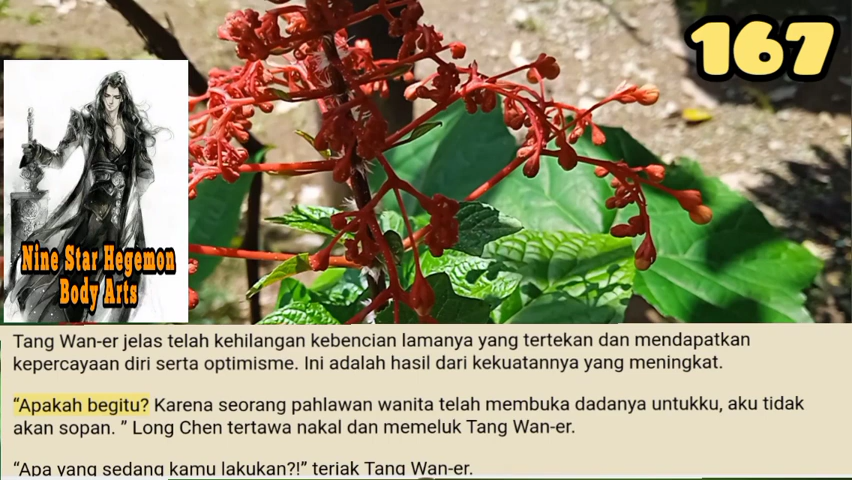 167
Nine Star Hegemon
Body Arts
Tang Wan-er jelas telah kehilangan kebencian lamanya yang tertekan dan mendapatkan
kepercayaan diri serta optimisme. Ini adalah hasil dari kekuatannya yang meningkat.
“Apakah begitu? Karena seorang pahlawan wanita telah membuka dadanya untukku, aku tidak
akan sopan. ” Long Chen tertawa nakal dan memeluk Tang Wan-er.
“Apa yang sedang kamu lakukan?!” teriak Tang Wan-er.